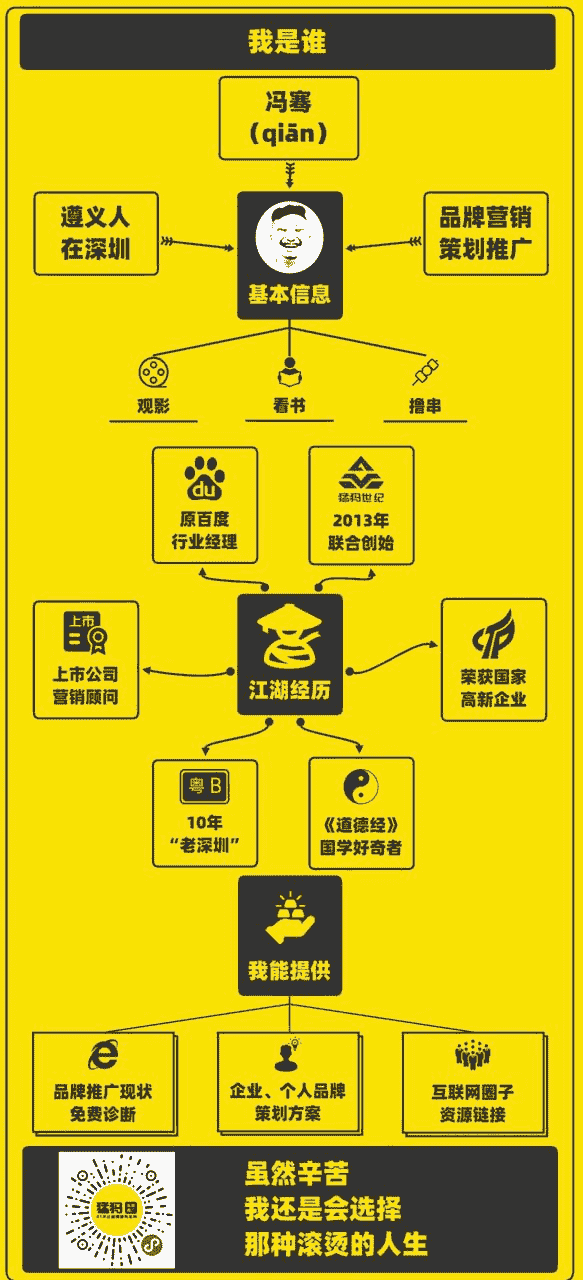 我是谁
冯骞
（qiān）
遵义人
在深圳
品牌营销
策划推广
基本信息
观影
看书
撸串
du
原百度
行业经理
猛犸世纪
2013年
联合创始
上市
上市公司
营销顾问
江湖经历
荣获国家
高新企业
粤B
10年
“老深圳”
《道德经》
国学好奇者
我能提供
品牌推广现状
免费诊断
企业、个人品牌
策划方案
互联网圈子
资源链接
猛犸
虽然辛苦
我还是会选择
那种滚烫的人生